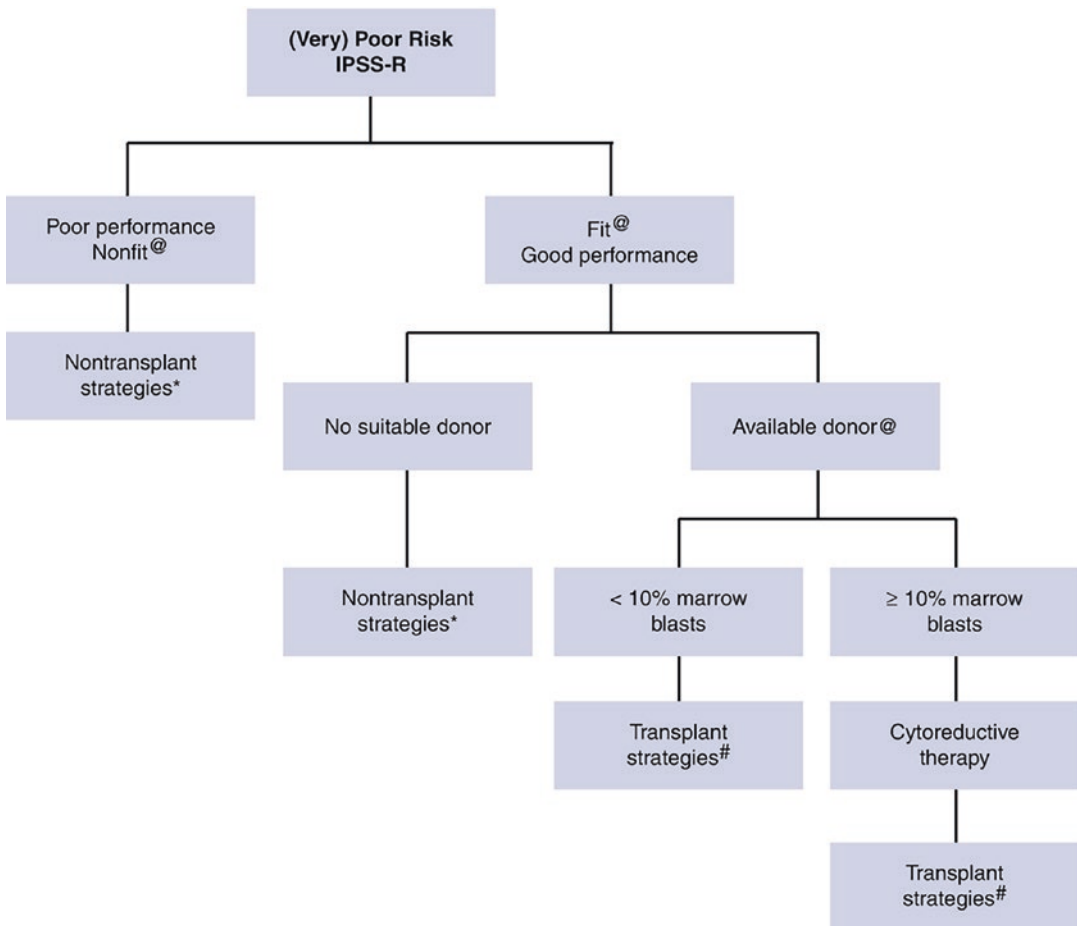 (Very) Poor Risk
IPSS-R
Poor performance
Nonfit@
Fit@
Good performance
Nontransplant
strategies*
No suitable donor
Available donor@
Nontransplant
strategies*
< 10% marrow
blasts
≥ 10% marrow
blasts
Transplant
strategies#
Cytoreductive
therapy
Transplant
strategies#